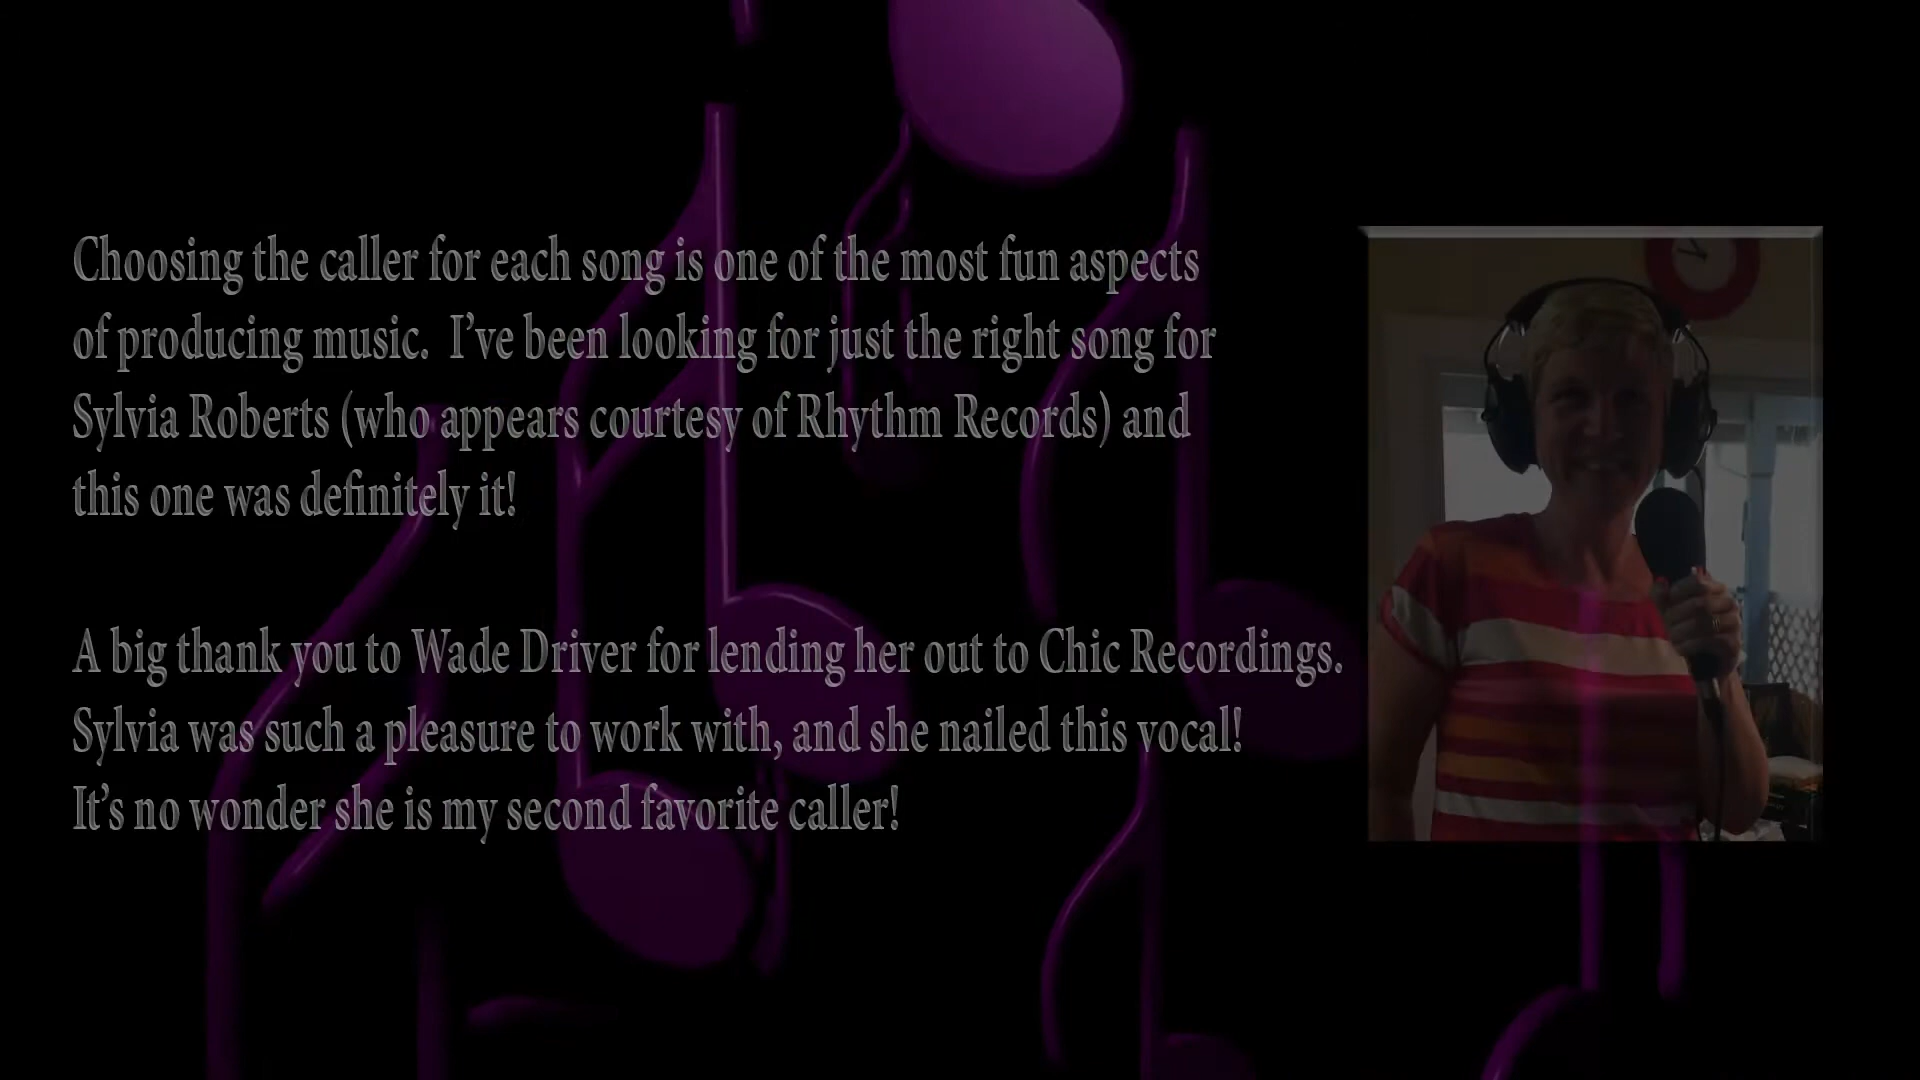 Choosing the caller for each song is one of the most fun aspects
of producing music.  I’ve been looking for just the right song for
Sylvia Roberts (who appears courtesy of Rhythm Records) and
this one was definitely it!
A big thank you to Wade Driver for lending her out to Chic Recordings.
Sylvia was such a pleasure to work with, and she nailed this vocal!
It’s no wonder she is my second favorite caller!